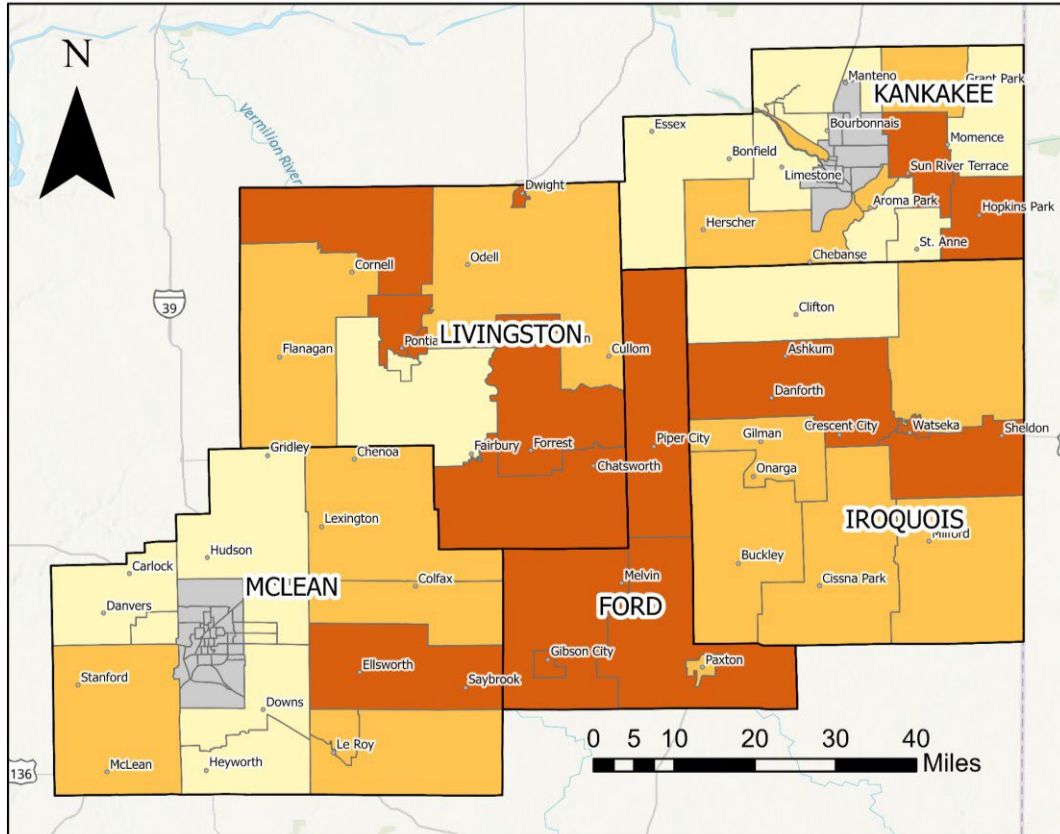 N
Vermilion River
Manteno
Grant Park
KANKAKEE
Essex
Bourbonnais
Momence
Bonfield
Limestone
Sun River Terrace
Dwight
Aroma Park
Hopkins Park
Herscher
St. Anne
Cornell
Odell
Chebanse
39
Clifton
LIVINGSTON
Flanagan
Cullom
Ashkum
Danforth
Crescent City
Watseka
Sheldon
Gridley
Chenoa
Fairbury
Forrest
Piper City
Gilman
Chatsworth
Onarga
Lexington
IROQUOIS
Milford
Hudson
Carlock
MCLEAN
Colfax
Melvin
Buckley
Cissna Park
Danvers
FORD
Gibson City
Paxton
Stanford
Ellsworth
Saybrook
Downs
Le Roy
McLean
Heyworth
136
0 5 10 20 30 40
Miles